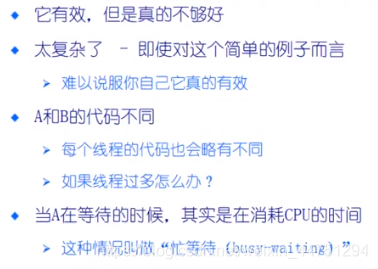 它有效，但是真的不够好
太复杂了 - 即使对这个简单的例子而言
难以说服你自己它真的有效
A和B的代码不同
每个线程的代码也会略有不同
如果线程过多怎么办？
当A在等待的时候，其实是在消耗CPU的时间
这种情况叫做“忙等待（busy-waiting）”